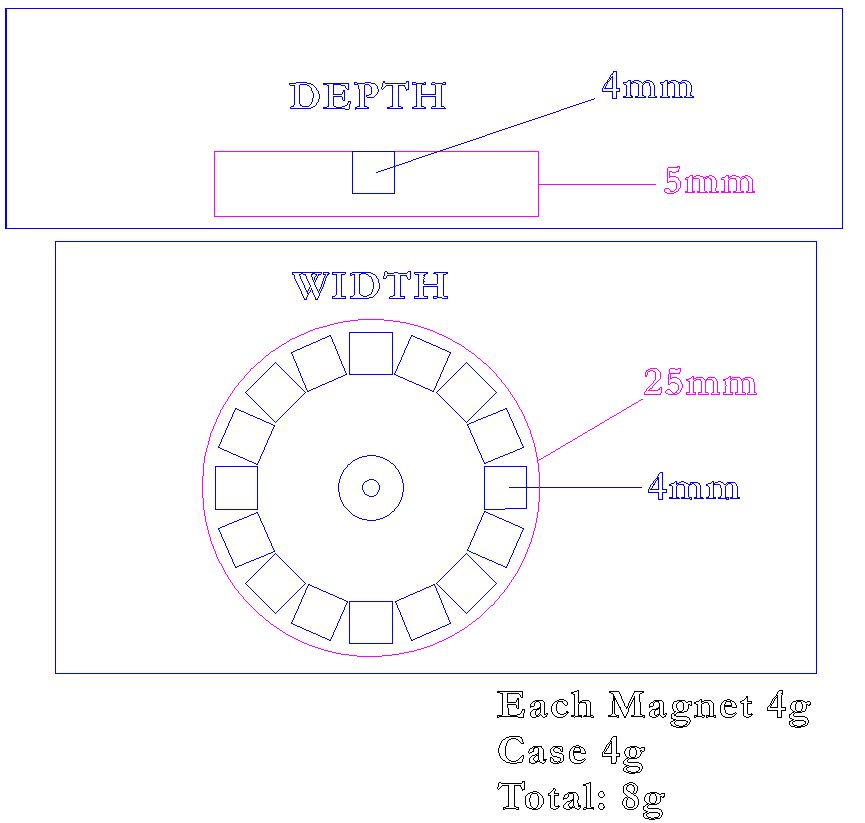 DEPTH
4mm
5mm
WIDTH
25mm
4mm
Each Magnet 4g
Case 4g
Total: 8g